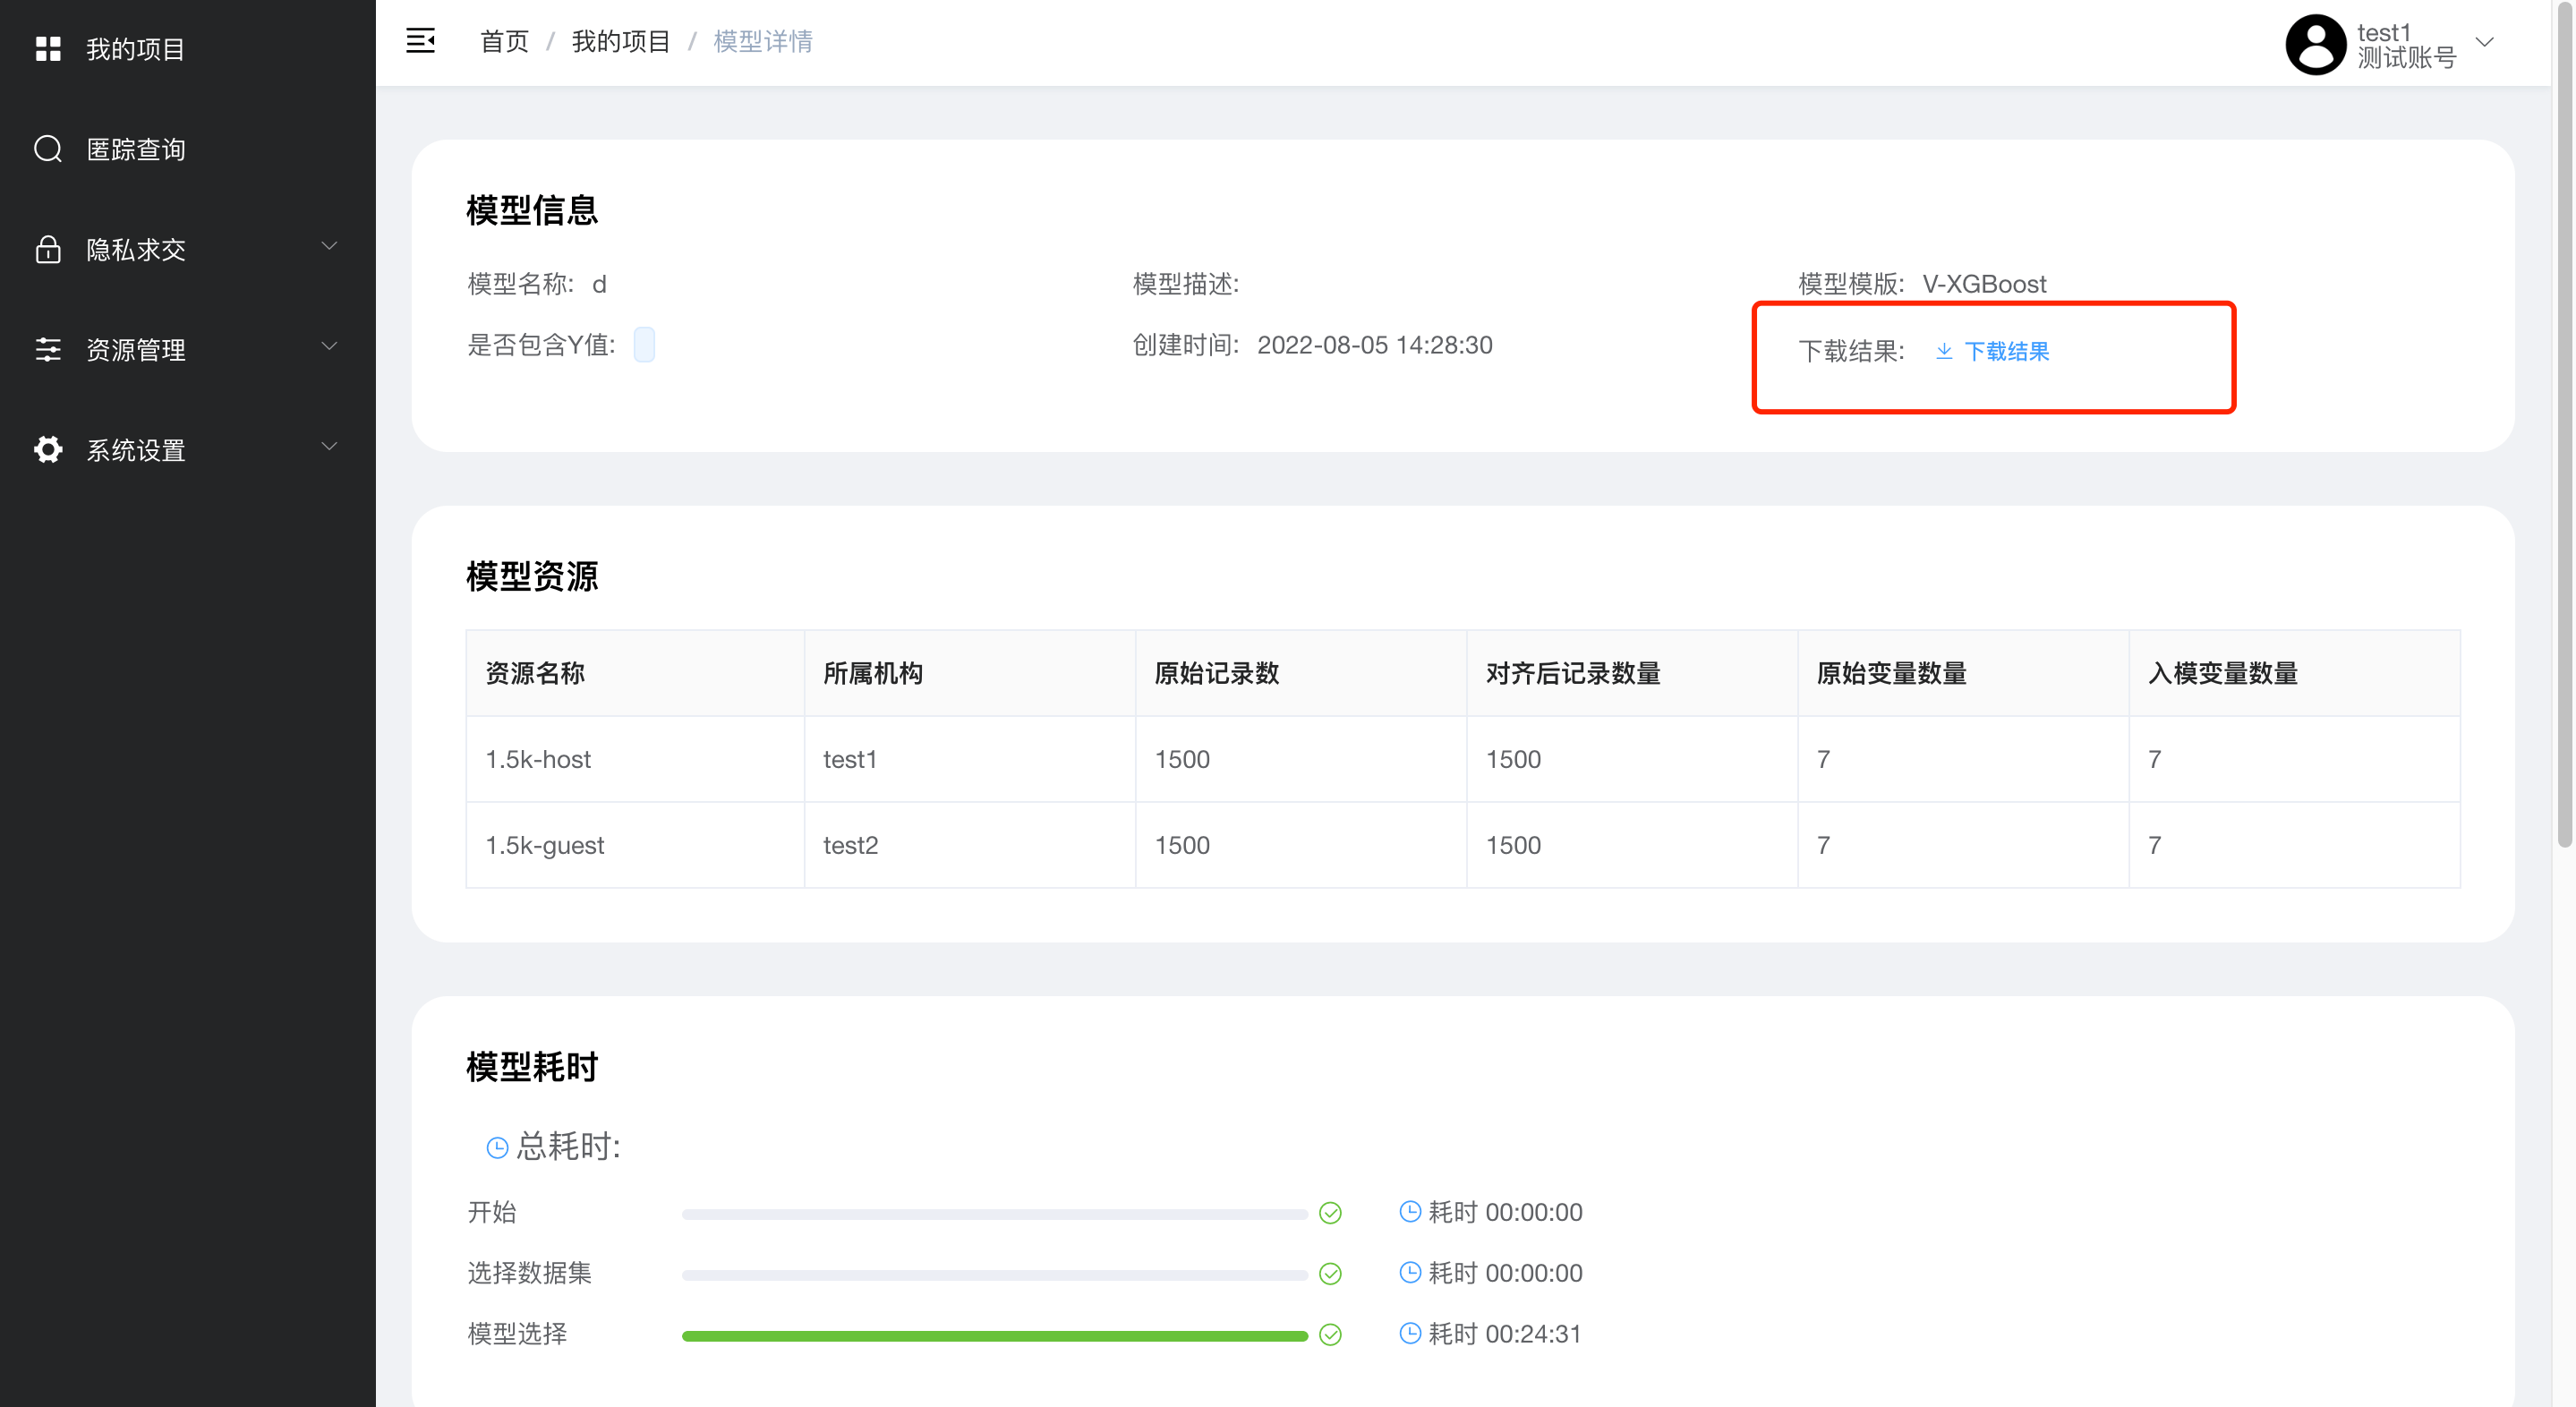 我的项目
匿踪查询
隐私求交
资源管理
系统设置
首页 / 我的项目 / 模型详情
test1
测试账号
模型信息
模型名称: d
模型描述:
模型模版: V-XGBoost
是否包含Y值:
创建时间: 2022-08-05 14:28:30
下载结果: 下载结果
模型资源
资源名称 所属机构 原始记录数 对齐后记录数量 原始变量数量 入模变量数量
1.5k-host test1 1500 1500 7 7
1.5k-guest test2 1500 1500 7 7
模型耗时
总耗时:
开始 耗时 00:00:00
选择数据集 耗时 00:00:00
模型选择 耗时 00:24:31